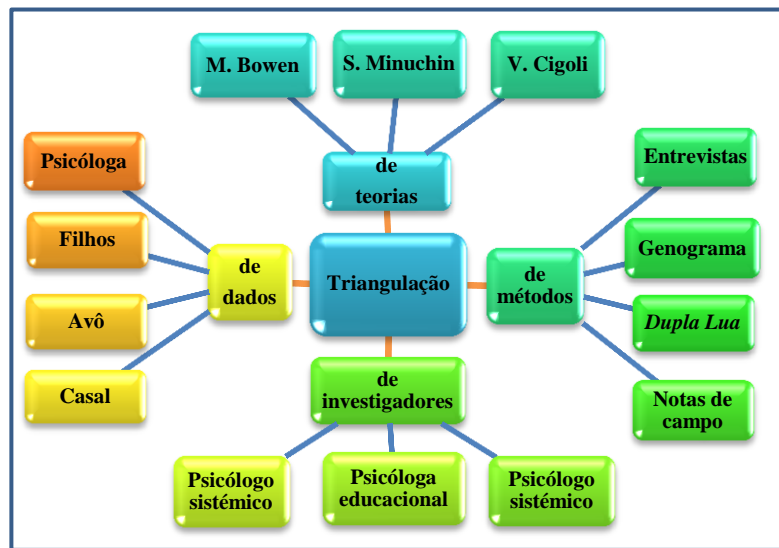 M. Bowen
S. Minuchin
V. Cigoli
Psicóloga
Filhos
Avô
Casal
de
dados
de
teorias
Triangulação
de
métodos
Entrevistas
Genograma
Dupla Lua
Notas de
campo
de
investigadores
Psicólogo
sistémico
Psicóloga
educacional
Psicólogo
sistémico